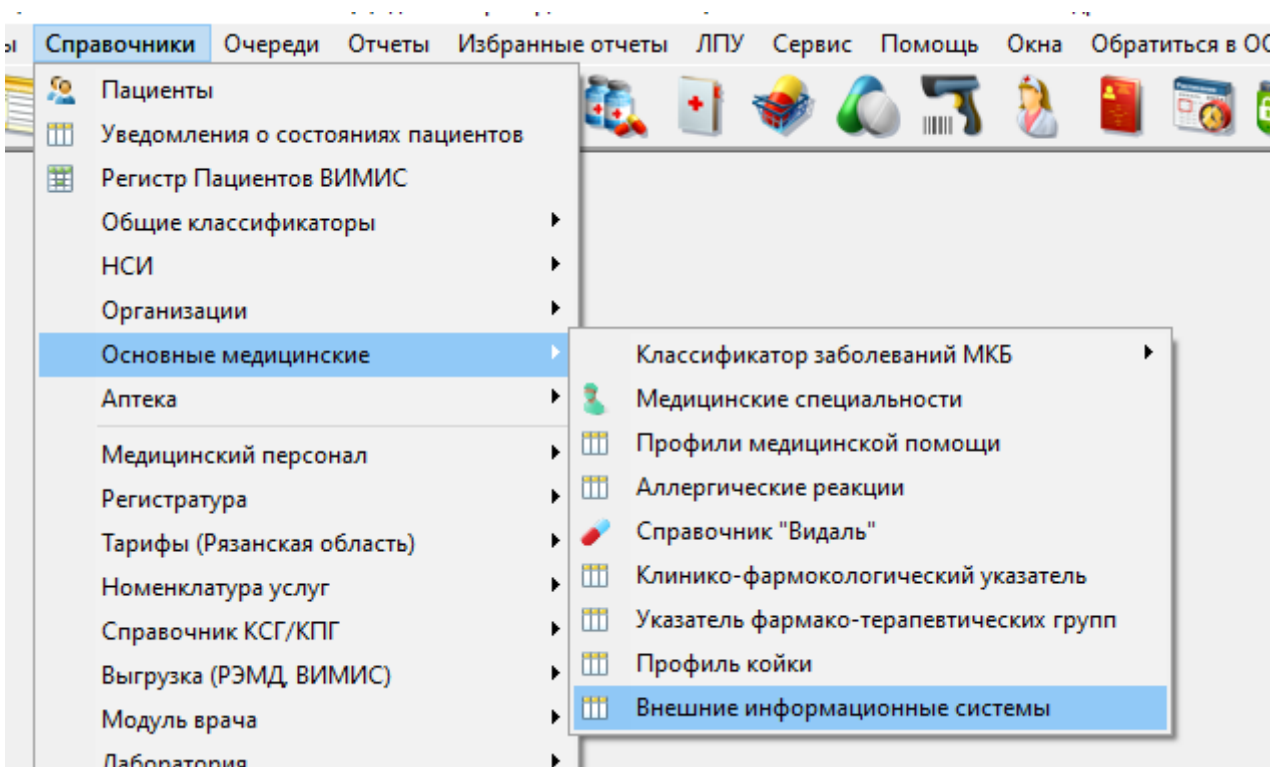 Справочники Очереди Отчеты Избранные отчеты ЛПУ Сервис Помощь Окна Обратиться в
Пациенты
Уведомления о состояниях пациентов
Регистр Пациентов ВИМИС
Общие классификаторы
НСИ
Организации
Основные медицинские
Аптека
Медицинский персонал
Регистратура
Тарифы (Рязанская область)
Номенклатура услуг
Справочник КСГ/КПГ
Выгрузка (РЭМД, ВИМИС)
Модуль врача
Лаборатория
Классификатор заболеваний МКБ
Медицинские специальности
Профили медицинской помощи
Аллергические реакции
Справочник "Видаль"
Клинико-фармокологический указатель
Указатель фармако-терапевтических групп
Профиль койки
Внешние информационные системы